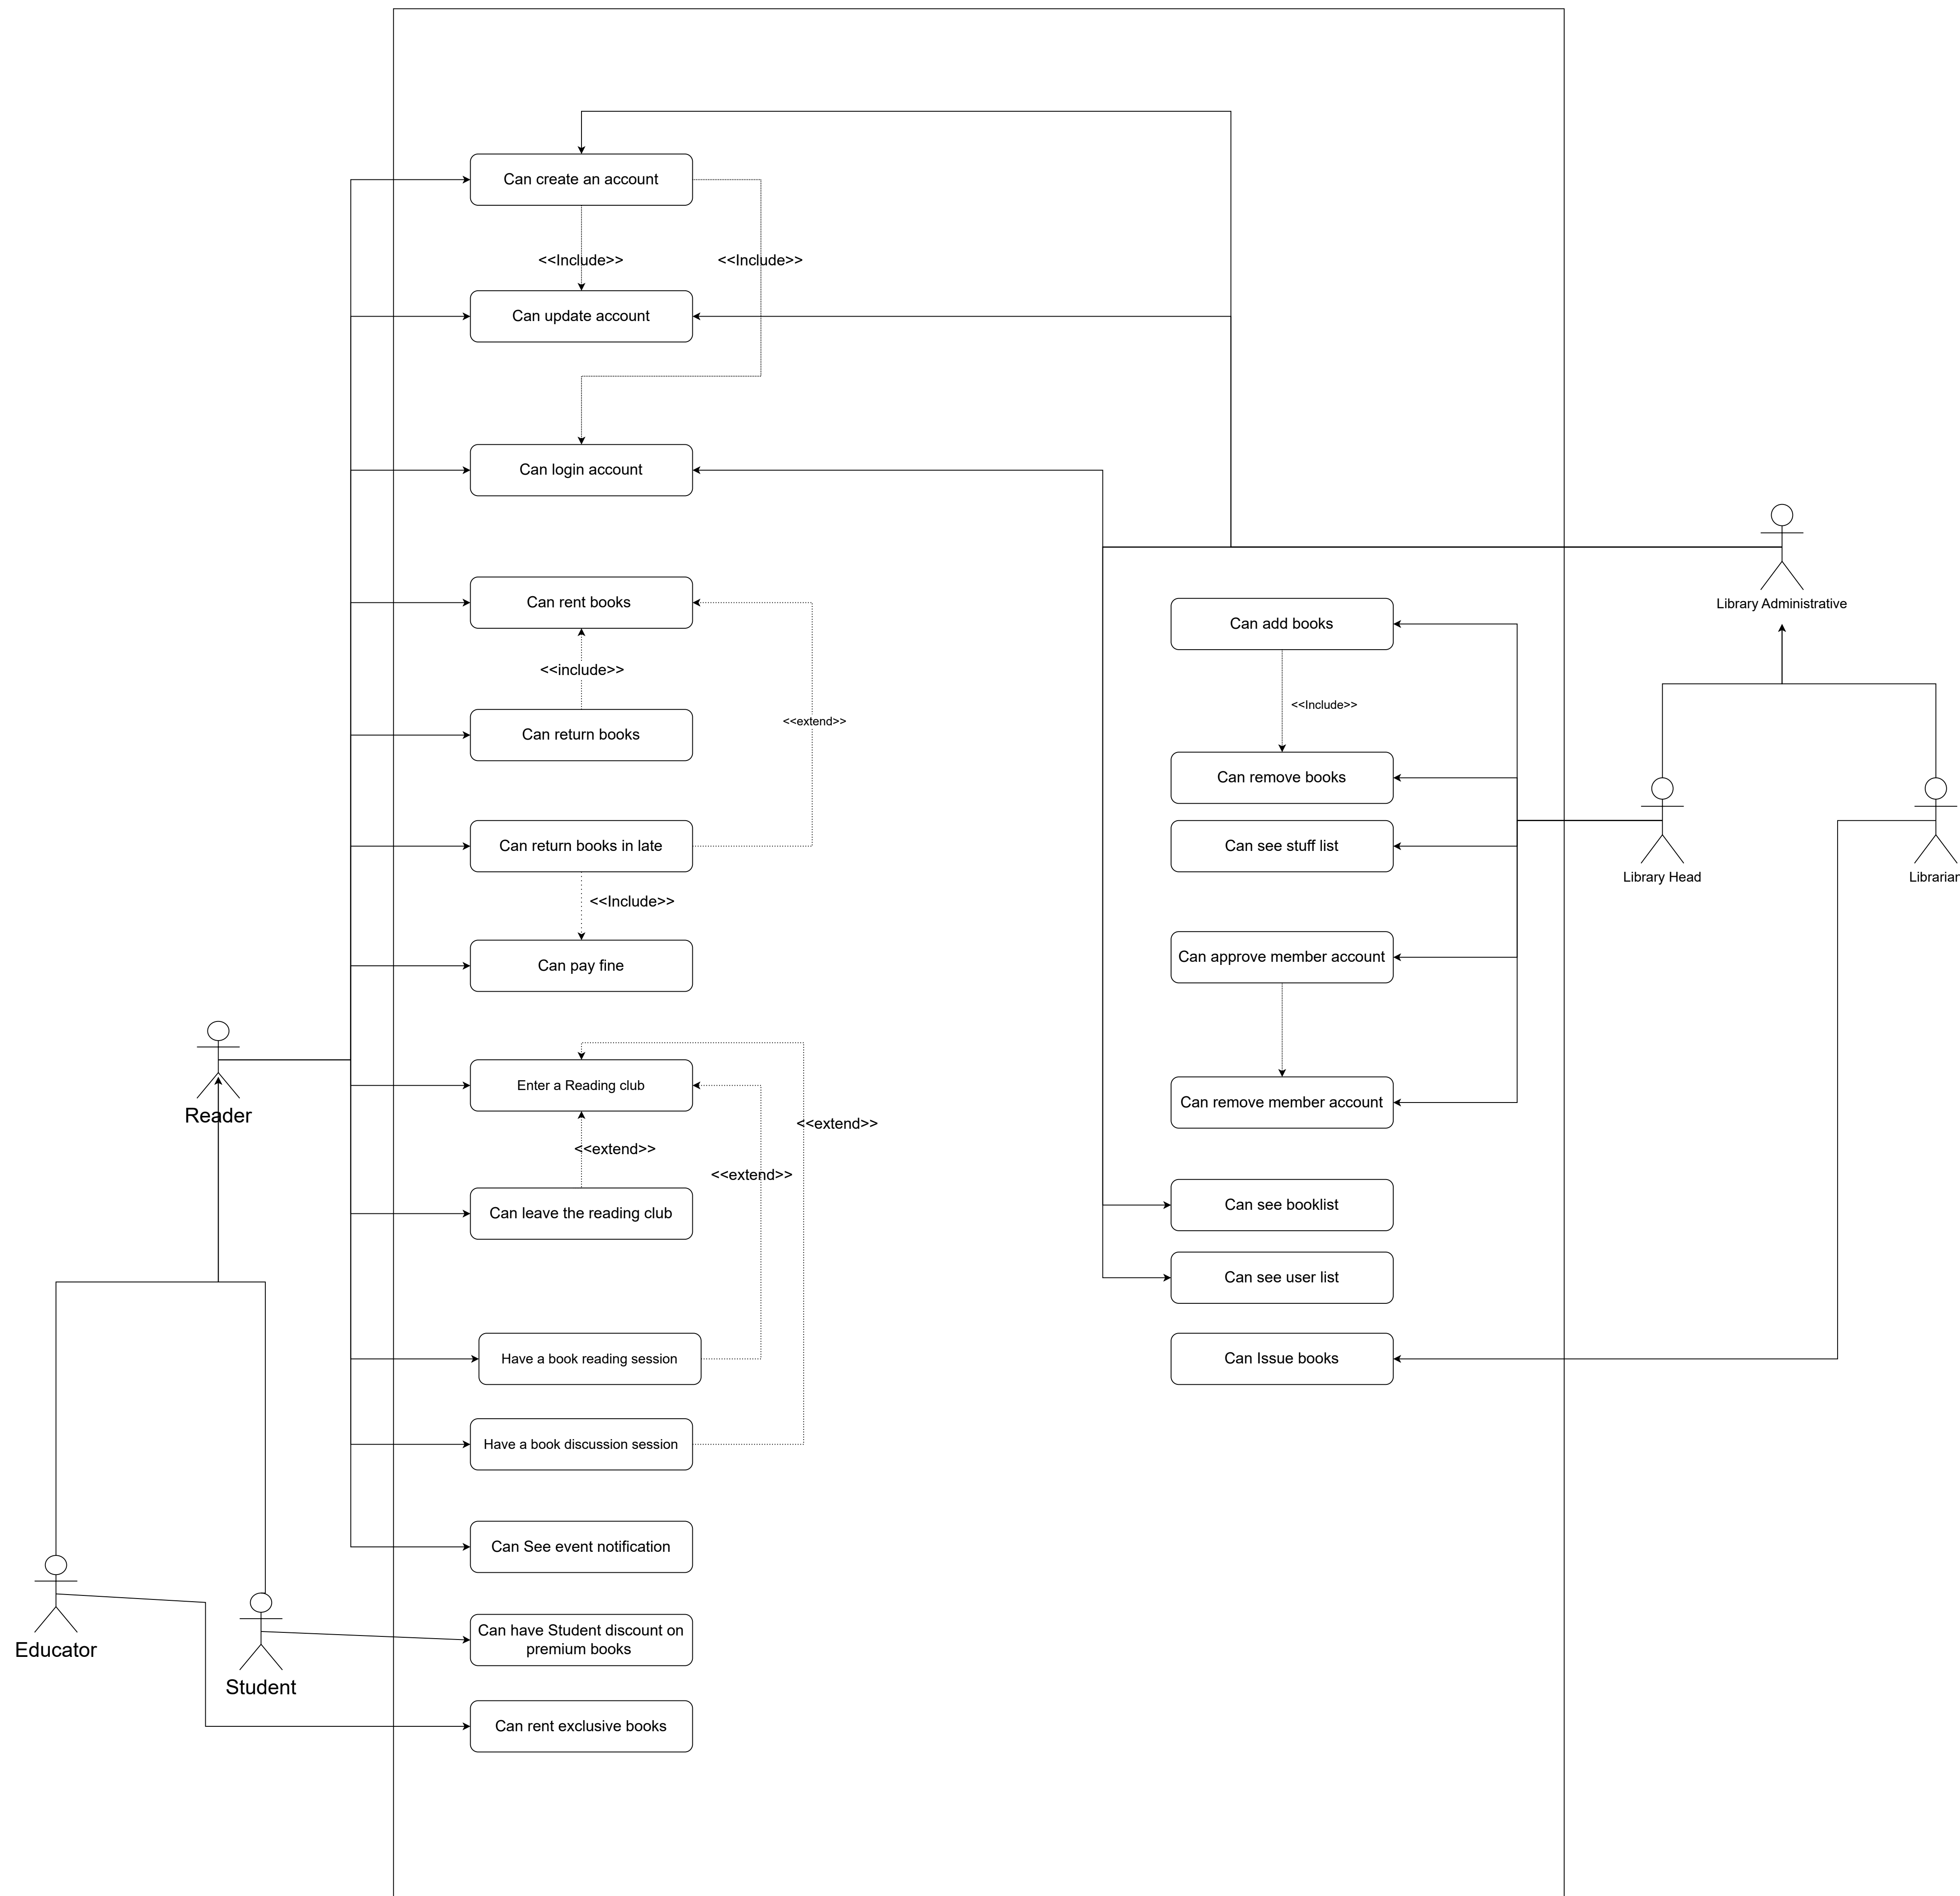 Can create an account
<<Include>>
<<Include>>
Can update account
Can login account
Can rent books
<<include>>
Can return books
<<extend>>
Can return books in late
<<Include>>
Can pay fine
Enter a Reading club
<<extend>>
<<extend>>
<<extend>>
Can leave the reading club
Have a book reading session
Have a book discussion session
Can See event notification
Can have Student discount on
premium books
Can rent exclusive books
Reader
Educator
Student
Can add books
<<Include>>
Can remove books
Can see stuff list
Can approve member account
Can remove member account
Can see booklist
Can see user list
Can Issue books
Library Administrative
Library Head
Librarian